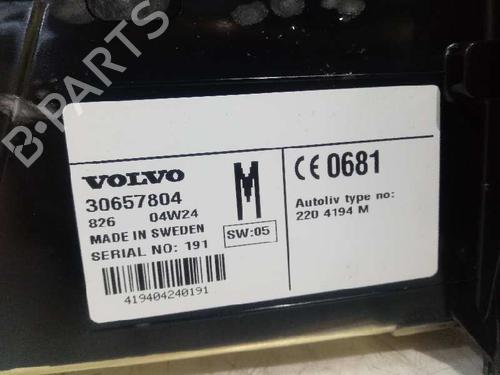 B-PARTS
VOLVO
30657804
826 04W24
MADE IN SWEDEN
SERIAL NO: 191
M
SW:05
419404240191
CE 0681
Autoliv type no:
220 4194 M